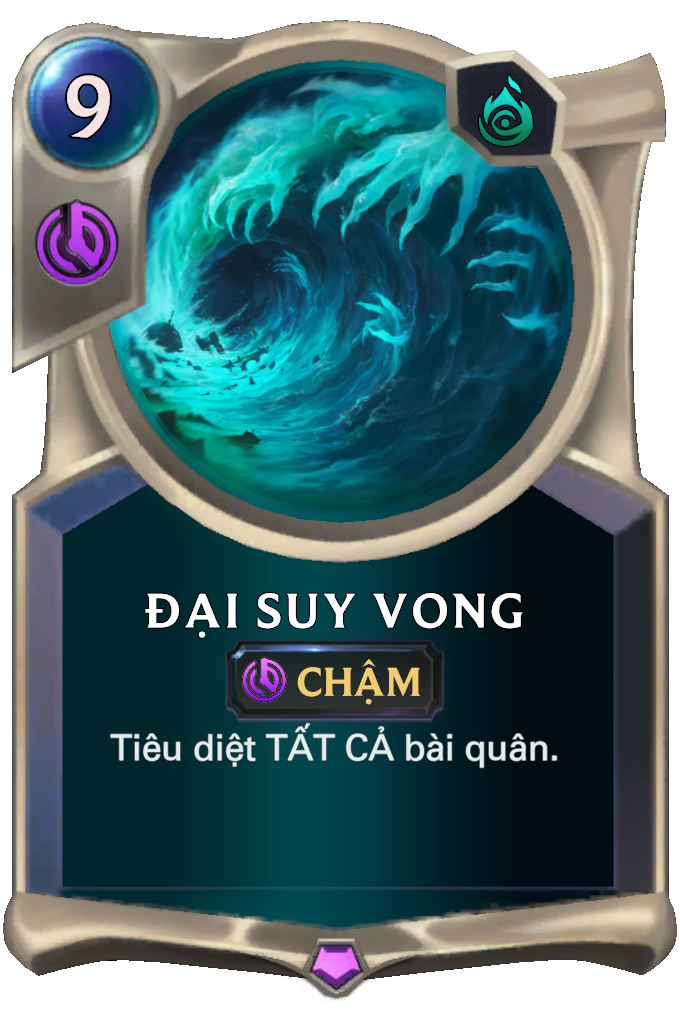 9
ĐẠI SUY VONG
CHẬM
Tiêu diệt TẤT CẢ bài quân.